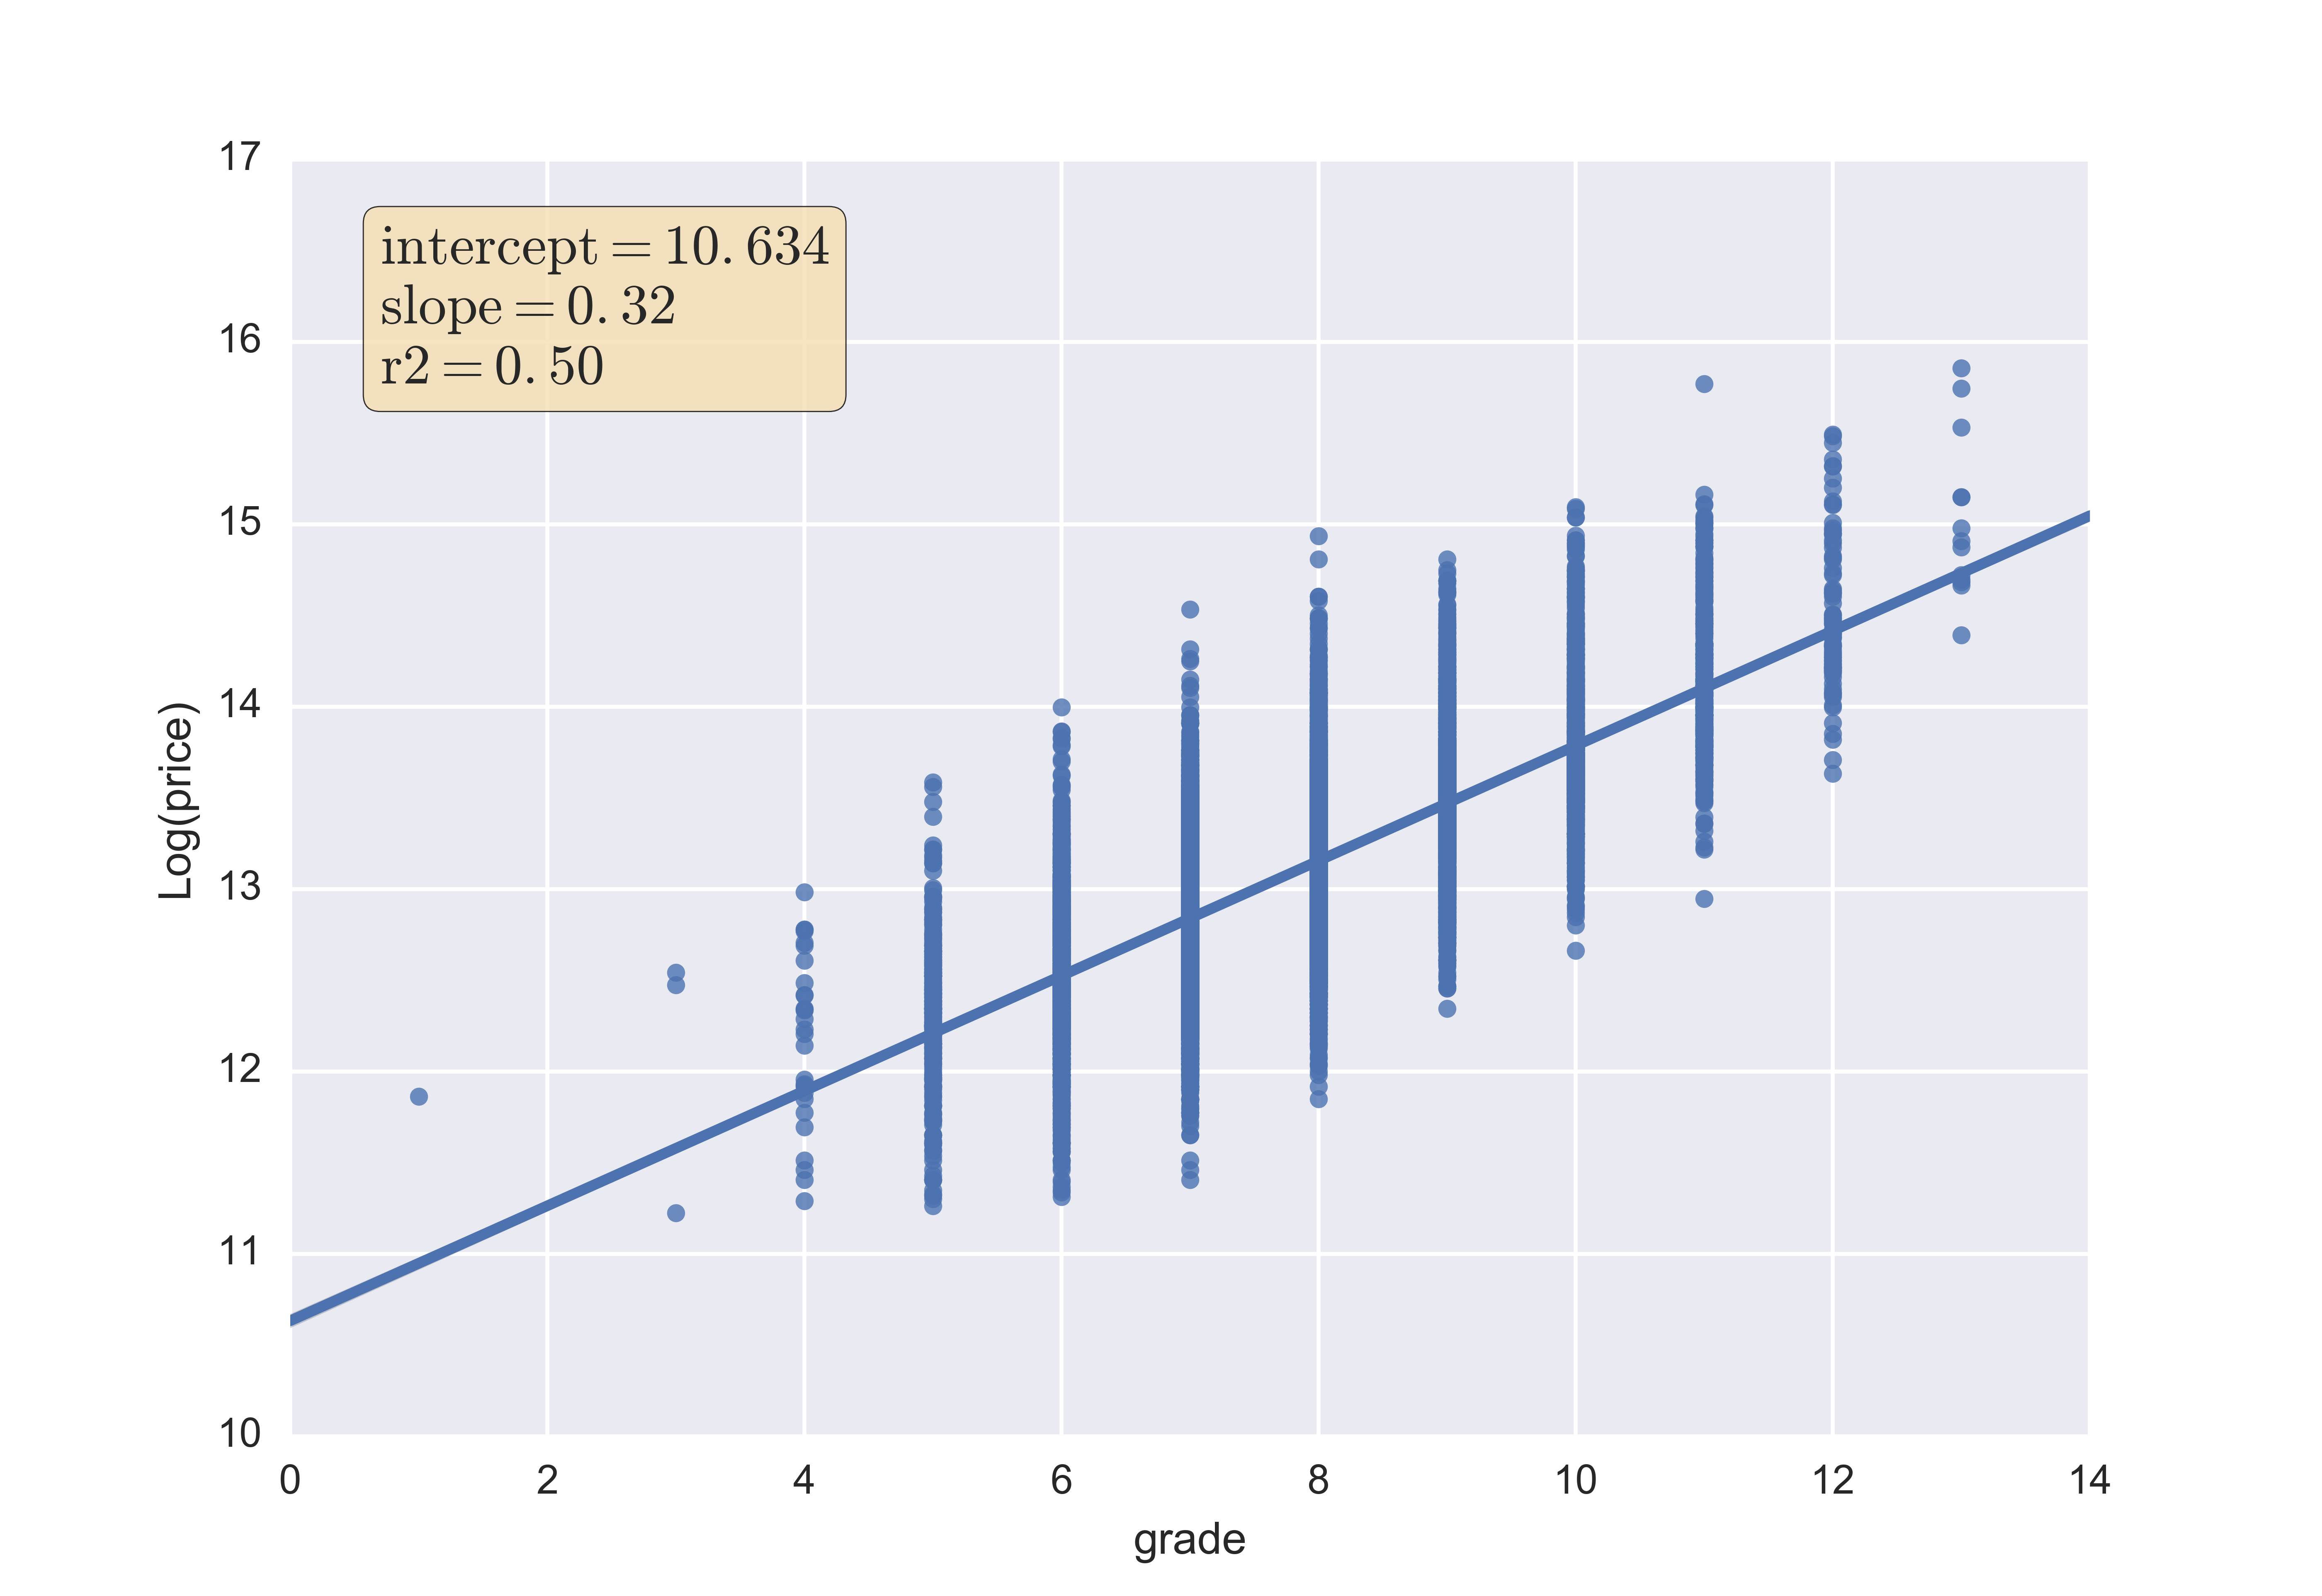 intercept = 10.634
slope = 0.32
r2 = 0.50
17
16
15
14
13
12
11
10
Log(price)
0 2 4 6 8 10 12 14
grade